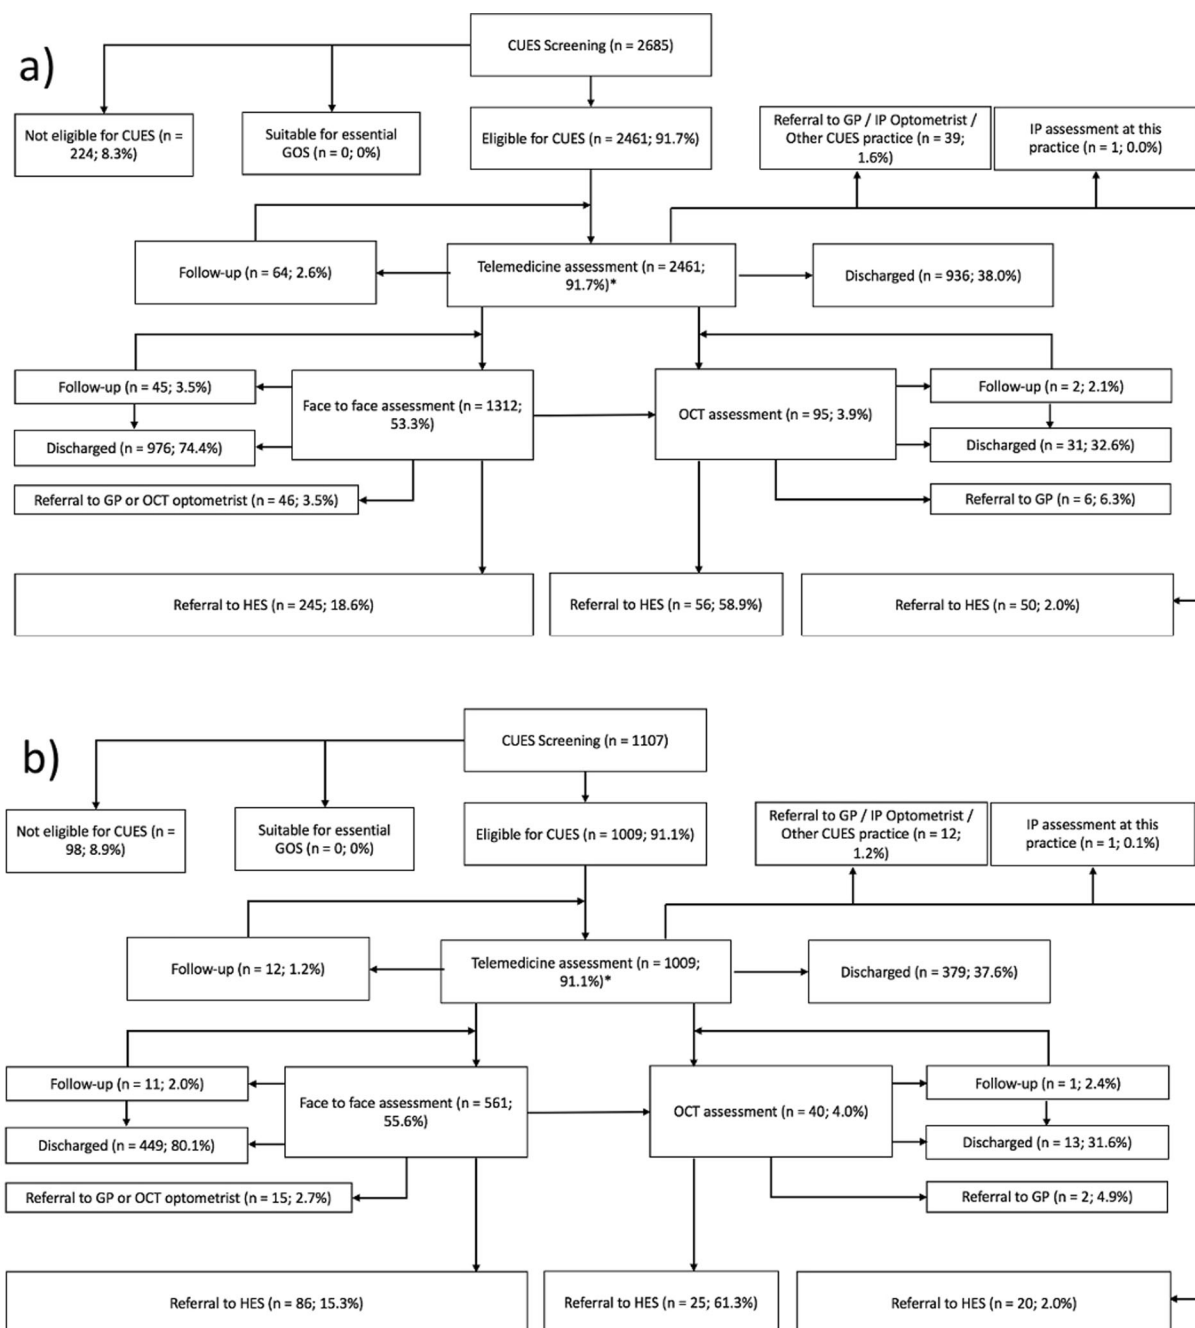 a)
CUES Screening (n = 2685)
Not eligible for CUES (n =
224; 8.3%)
Suitable for essential
GOS (n = 0; 0%)
Eligible for CUES (n = 2461; 91.7%)
Referral to GP / IP Optometrist /
Other CUES practice (n = 39;
1.6%)
IP assessment at this
practice (n = 1; 0.0%)
Follow-up (n = 64; 2.6%)
Telemedicine assessment (n = 2461;
91.7%)*
Discharged (n = 936; 38.0%)
Follow-up (n = 45; 3.5%)
Face to face assessment (n = 1312;
53.3%)
OCT assessment (n = 95; 3.9%)
Follow-up (n = 2; 2.1%)
Discharged (n = 976; 74.4%)
Discharged (n = 31; 32.6%)
Referral to GP or OCT optometrist (n = 46; 3.5%)
Referral to GP (n = 6; 6.3%)
Referral to HES (n = 245; 18.6%)
Referral to HES (n = 56; 58.9%)
Referral to HES (n = 50; 2.0%)
b)
CUES Screening (n = 1107)
Not eligible for CUES (n =
98; 8.9%)
Suitable for essential
GOS (n = 0; 0%)
Eligible for CUES (n = 1009; 91.1%)
Referral to GP / IP Optometrist /
Other CUES practice (n = 12;
1.2%)
IP assessment at this
practice (n = 1; 0.1%)
Follow-up (n = 12; 1.2%)
Telemedicine assessment (n = 1009;
91.1%)*
Discharged (n = 379; 37.6%)
Follow-up (n = 11; 2.0%)
Face to face assessment (n = 561;
55.6%)
OCT assessment (n = 40; 4.0%)
Follow-up (n = 1; 2.4%)
Discharged (n = 449; 80.1%)
Discharged (n = 13; 31.6%)
Referral to GP or OCT optometrist (n = 15; 2.7%)
Referral to GP (n = 2; 4.9%)
Referral to HES (n = 86; 15.3%)
Referral to HES (n = 25; 61.3%)
Referral to HES (n = 20; 2.0%)